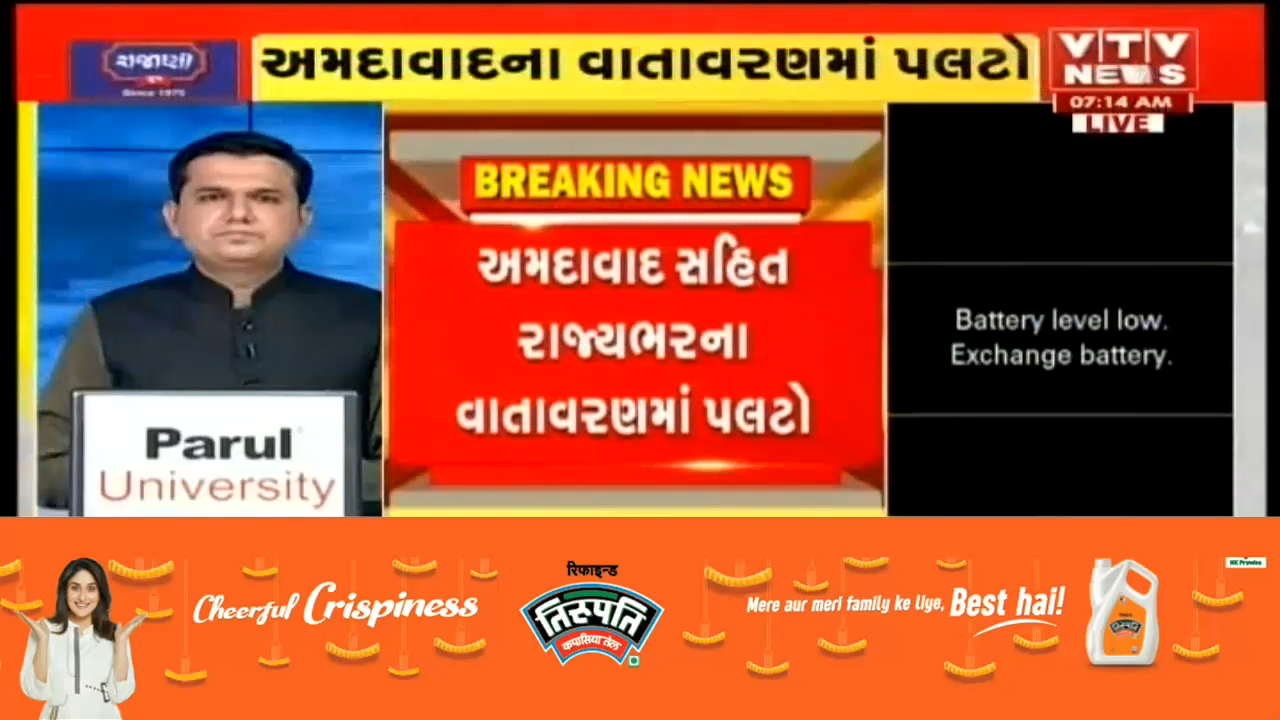 રાજાણી
Since 1975
અમદાવાદના વાતાવરણમાં પલટો
VTV
NEWS
07:14 AM
LIVE
BREAKING NEWS
અમદાવાદ સહિત
રાજ્યભરના
વાતાવરણમાં પલટો
Battery level low.
Exchange battery.
Parul
University
Cheerful Crispiness
रिफाइन्ड
तिरुपति
कपासिया तेल
Mere aur meri family ke liye, Best hai!